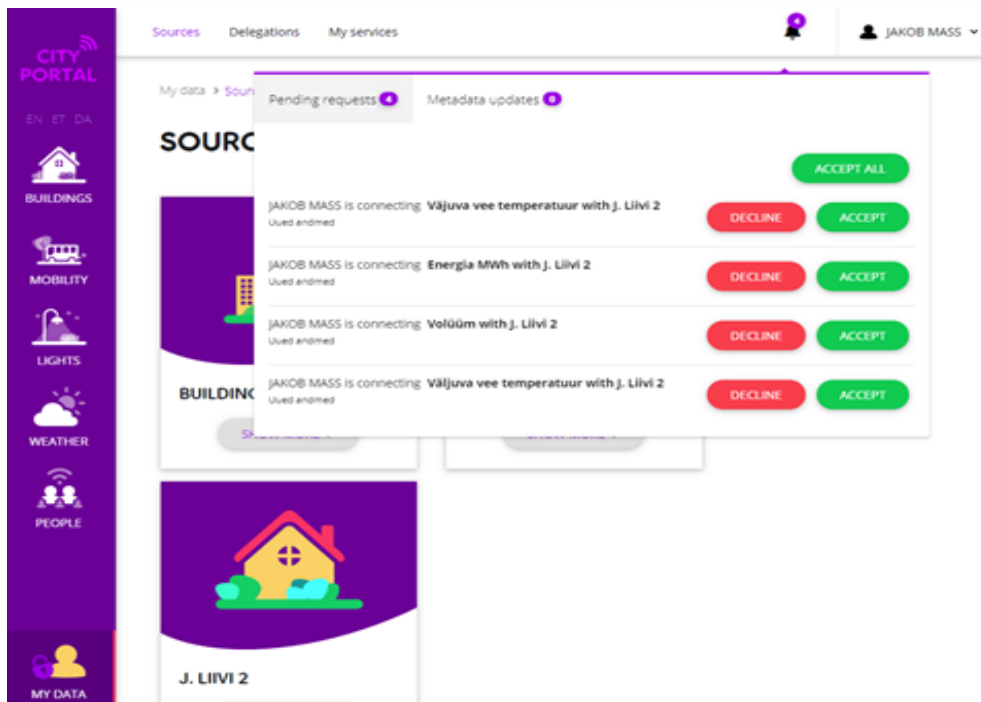 CITY
PORTAL
EN ET DA
BUILDINGS
MOBILITY
LIGHTS
WEATHER
PEOPLE
MY DATA
Sources Delegations My services
4
JAKOB MASS
My data > Sour
SOURC
Pending requests 4 Metadata updates 0
ACCEPT ALL
JAKOB MASS is connecting Väjuva vee temperatuur with J. Liivi 2
Uued andmed
DECLINE ACCEPT
JAKOB MASS is connecting Energia MWh with J. Liivi 2
Uued andmed
DECLINE ACCEPT
JAKOB MASS is connecting Volüüm with J. Liivi 2
Uued andmed
DECLINE ACCEPT
JAKOB MASS is connecting Väljuva vee temperatuur with J. Liivi 2
Uued andmed
DECLINE ACCEPT
BUILDING
J. LIIVI 2